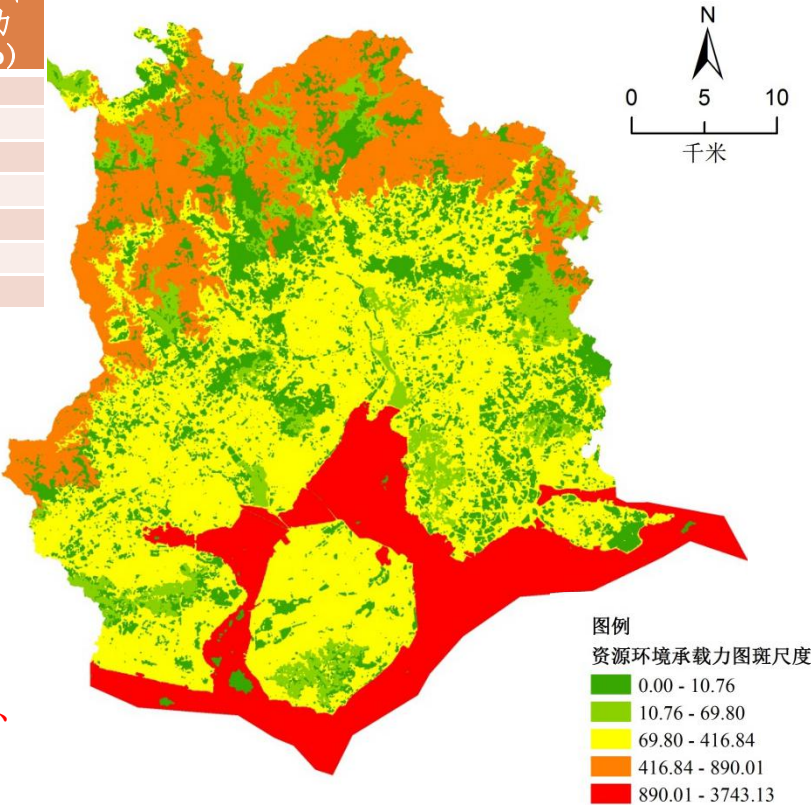 力
）
N
0 5 10
千米
、
图例
资源环境承载力图斑尺度
0.00 - 10.76
10.76 - 69.80
69.80 - 416.84
416.84 - 890.01
890.01 - 3743.13